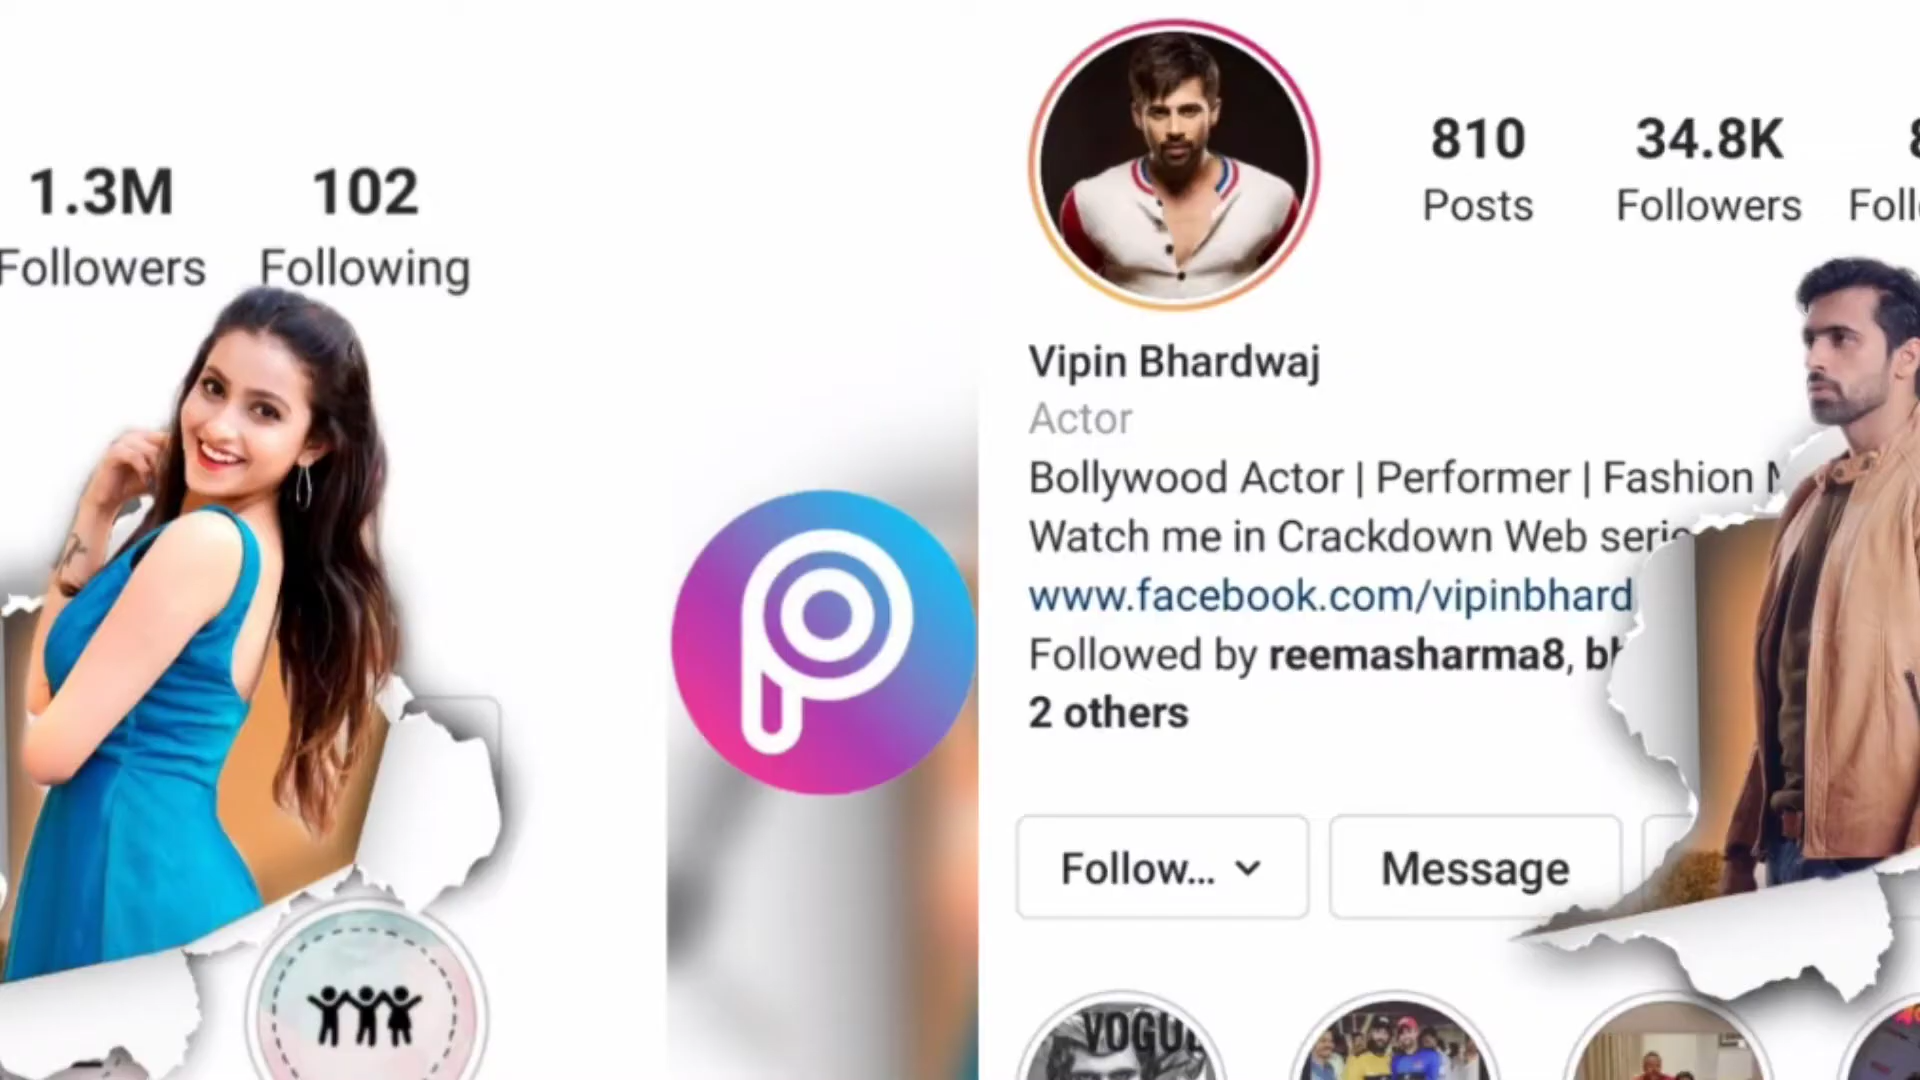 1.3M
Followers
102
Following
810
Posts
34.8K
Followers
Vipin Bhardwaj
Actor
Bollywood Actor | Performer | Fashion
Watch me in Crackdown Web
www.facebook.com/vipinbhard
Followed by reemasharma8,
2 others
Follow...
Message